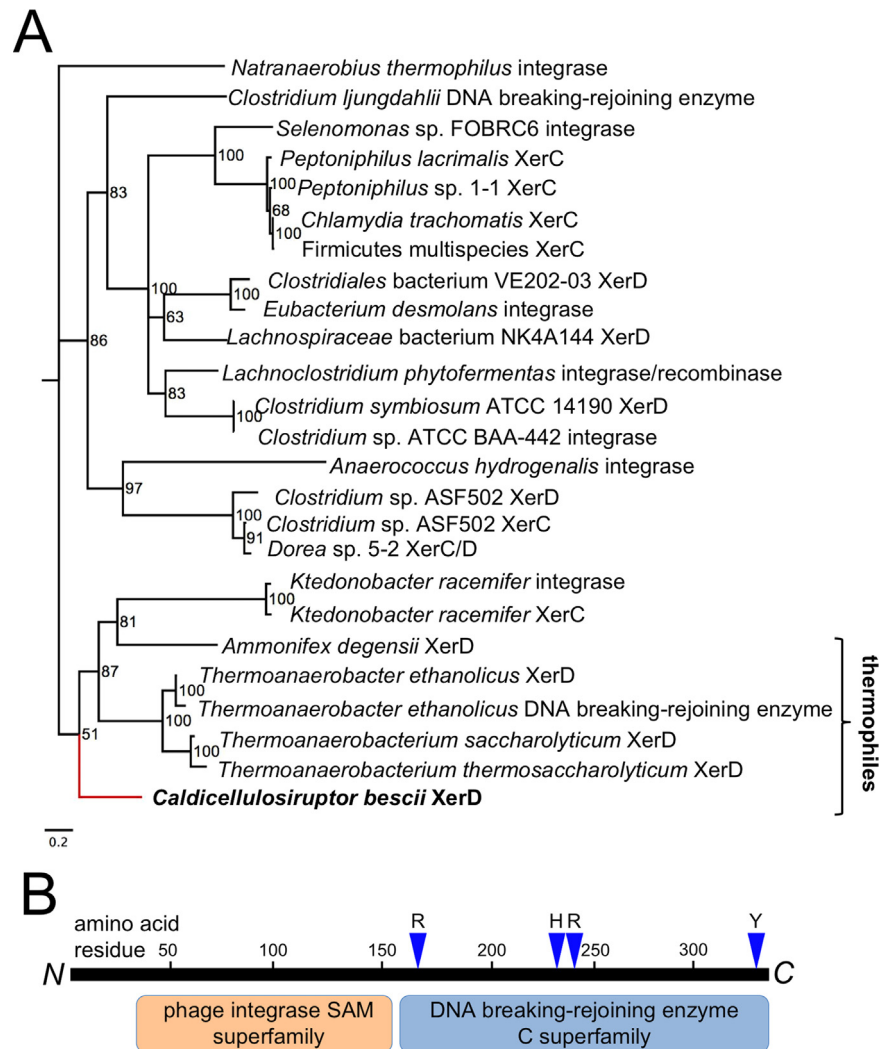 A
Natranaerobius thermophilus integrase
Clostridium ljungdahlii DNA breaking-rejoining enzyme
Selenomonas sp. FOBRC6 integrase
100
Peptoniphilus lacrimalis XerC
100
Peptoniphilus sp. 1-1 XerC
83
68
Chlamydia trachomatis XerC
100
Firmicutes multispecies XerC
Clostridiales bacterium VE202-03 XerD
100
100
Eubacterium desmolans integrase
63
Lachnospiraceae bacterium NK4A144 XerD
86
Lachnoclostridium phytofermentas integrase/recombinase
83
Clostridium symbiosum ATCC 14190 XerD
100
Clostridium sp. ATCC BAA-442 integrase
Anaerococcus hydrogenalis integrase
97
Clostridium sp. ASF502 XerD
100
Clostridium sp. ASF502 XerC
91
Dorea sp. 5-2 XerC/D
Ktedonobacter racemifer integrase
100
Ktedonobacter racemifer XerC
81
Ammonifex degensii XerD
87
Thermoanaerobacter ethanolicus XerD
100
Thermoanaerobacter ethanolicus DNA breaking-rejoining enzyme
100
51
Thermoanaerobacterium saccharolyticum XerD
100
Thermoanaerobacterium thermosaccharolyticum XerD
Caldicellulosiruptor bescii XerD
thermophiles
0.2
B
amino acid
residue
R
H R
Y
50 100 150 200 250 300
N
C
phage integrase SAM
superfamily
DNA breaking-rejoining enzyme
C superfamily